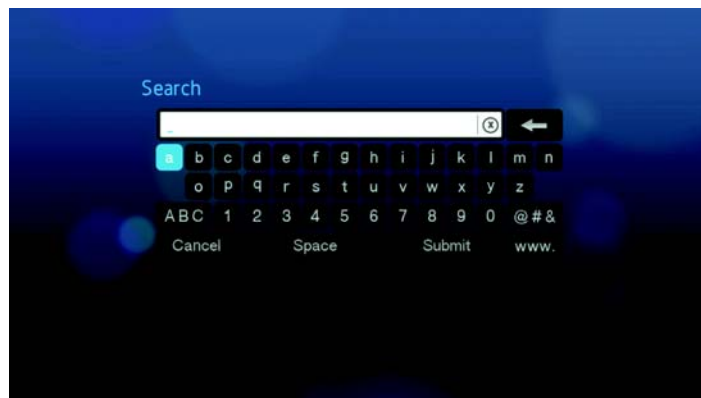 Search
a b c d e f g h i j k l m n
o p q r s t u v w x y z
ABC 1 2 3 4 5 6 7 8 9 0 @#&
Cancel Space Submit www.